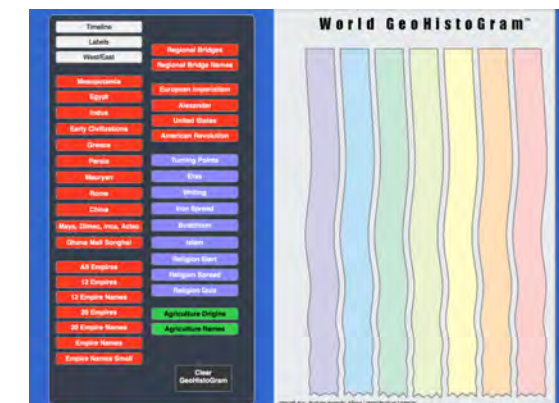 Timeline
Labels
West/East
Mesopotamia
Egypt
Indus
Early Civilizations
Greece
Persia
Mauryan
Rome
China
Maya, Olmec, Inca, Aztec
Ghana Mali Songhai
All Empires
12 Empires
12 Empire Names
20 Empires
20 Empire Names
Empire Names
Empire Names Small
Regional Bridges
Regional Bridge Names
European Imperialism
Alexander
United States
American Revolution
Turning Points
Eras
Writing
Iron Spread
Buddhism
Islam
Religion Start
Religion Spread
Religion Quiz
Agriculture Origins
Agriculture Names
Clear
GeoHistoGram
World GeoHistoGram™